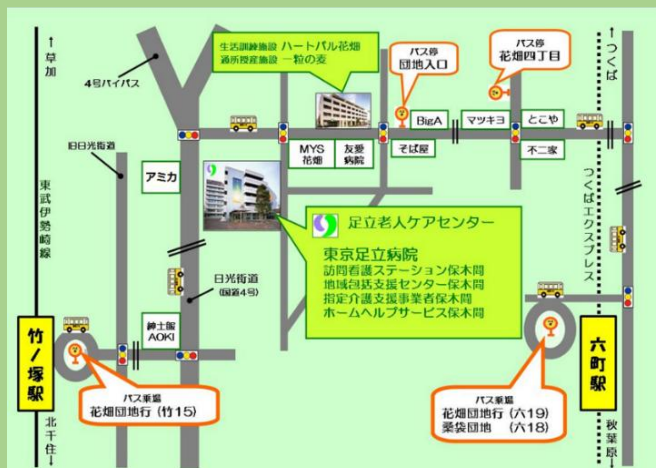 ←草加
4号バイパス
旧日光街道
東武伊勢崎線
竹ノ塚駅
北千住→
生活訓練施設 ハートパル花畑
通所授産施設 一粒の麦
バス停
団地入口
バス停
花畑四丁目
←つくば
つくばエクスプレス
六町駅
秋葉原→
BigA
マツキヨ
とこや
MYS
花畑
友愛
病院
そば屋
不二家
アミカ
日光街道
(国道4号)
紳士服
AOKI
足立老人ケアセンター
東京足立病院
訪問看護ステーション保木間
地域包括支援センター保木間
指定介護支援事業者保木間
ホームヘルプサービス保木間
バス乗場
花畑団地行 (竹15)
バス乗場
花畑団地行 (六19)
桑袋団地 (六18)